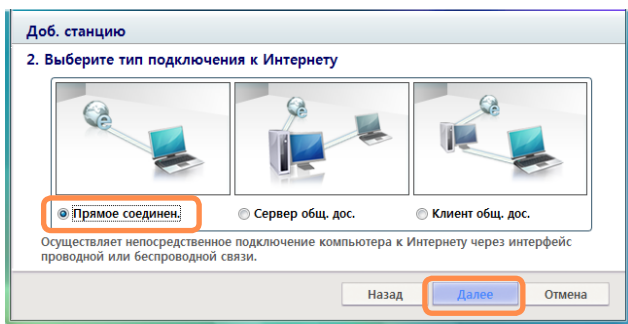 Доб. станцию
2. Выберите тип подключения к Интернету
Прямое соединен. Сервер общ. дос. Клиент общ. дос.
Осуществляет непосредственное подключение компьютера к Интернету через интерфейс
проводной или беспроводной связи.
Назад Далее Отмена